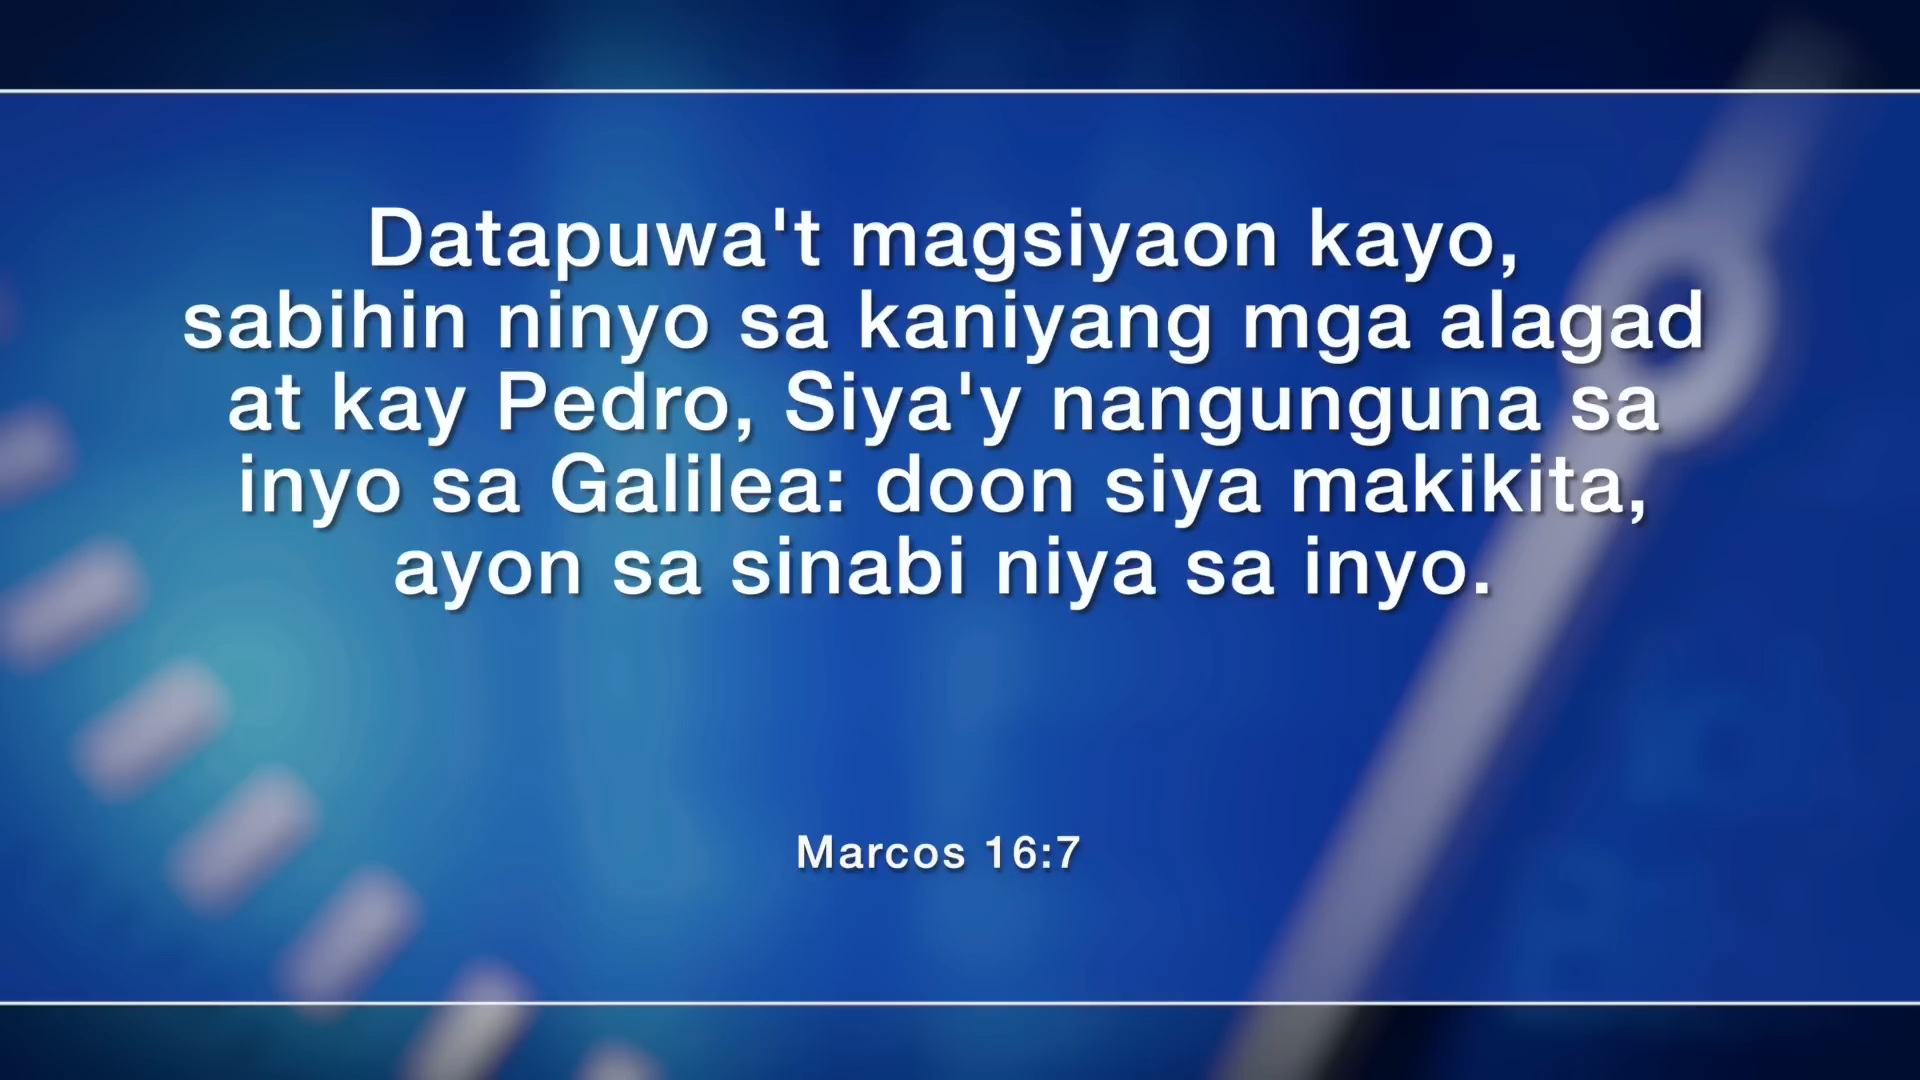 Datapuwa't magsiyaon kayo,
sabihin ninyo sa kaniyang mga alagad
at kay Pedro, Siya'y nangunguna sa
inyo sa Galilea: doon siya makikita,
ayon sa sinabi niya sa inyo.
Marcos 16:7